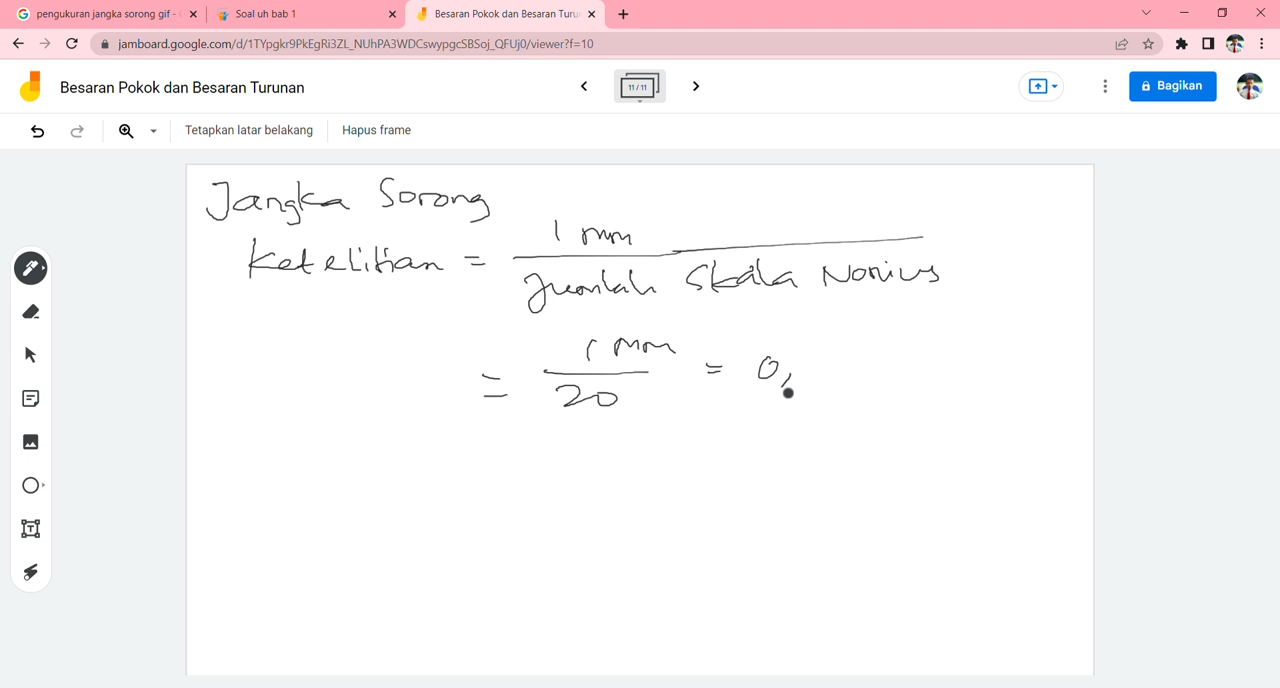 pengukuran jangka sorong gif -
Soal uh bab 1
Besaran Pokok dan Besaran Turu
jamboard.google.com/d/1TYpgkr9PkEgRi3ZL_NUhPA3WDCswypgcSBSoj_QFUj0/viewer?f=10
Besaran Pokok dan Besaran Turunan
11 / 11
Bagikan
Tetapkan latar belakang
Hapus frame
Jangka Sorong
1 mm
Ketelitian =
Jumlah Skala Nonius
1 mm
= = 0,
20